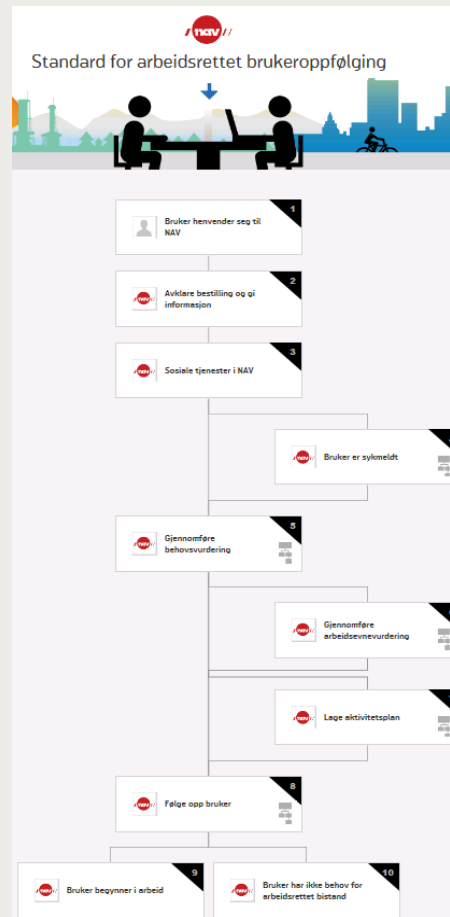 nav
Standard for arbeidsrettet brukeroppfølging
1
Bruker henvender seg til
NAV
2
nav
Avklare bestilling og gi
informasjon
3
nav
Sosiale tjenester i NAV
nav
Bruker er sykmeldt
5
nav
Gjennomføre
behovsvurdering
nav
Gjennomføre
arbeidsevnevurdering
nav
Lage aktivitetsplan
8
nav
Følge opp bruker
9
nav
Bruker begynner i arbeid
10
nav
Bruker har ikke behov for
arbeidsrettet bistand